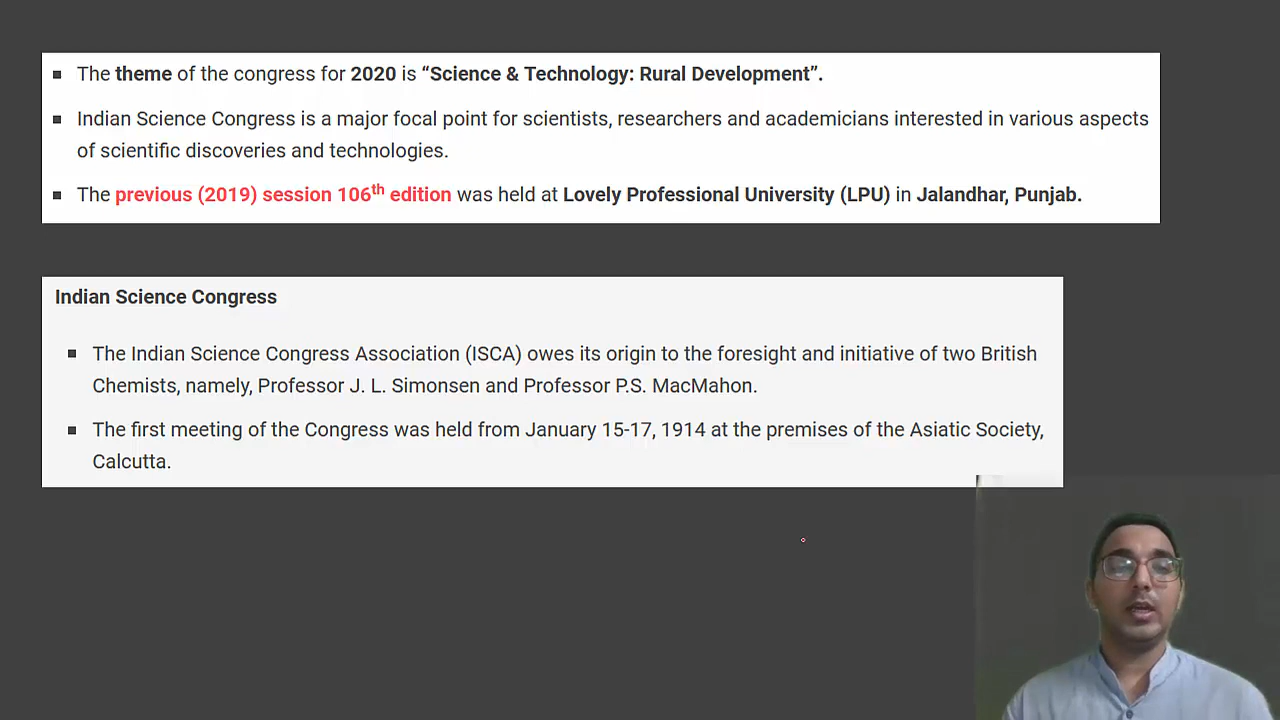 The theme of the congress for 2020 is “Science & Technology: Rural Development”.
Indian Science Congress is a major focal point for scientists, researchers and academicians interested in various aspects
of scientific discoveries and technologies.
The previous (2019) session 106th edition was held at Lovely Professional University (LPU) in Jalandhar, Punjab.
Indian Science Congress
The Indian Science Congress Association (ISCA) owes its origin to the foresight and initiative of two British
Chemists, namely, Professor J. L. Simonsen and Professor P.S. MacMahon.
The first meeting of the Congress was held from January 15-17, 1914 at the premises of the Asiatic Society,
Calcutta.